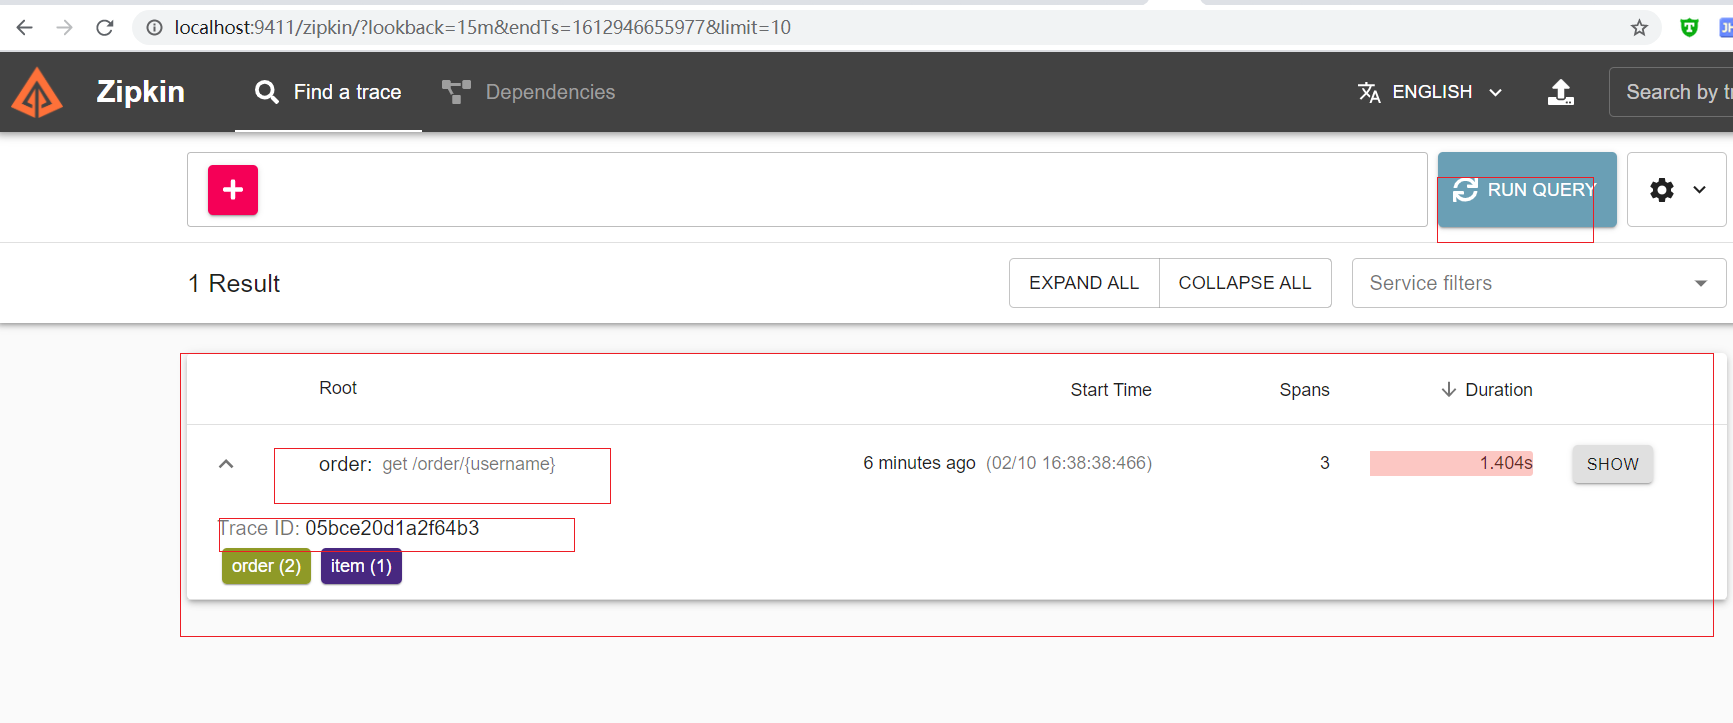 localhost:9411/zipkin/?lookback=15m&endTs=1612946655977&limit=10
Zipkin Find a trace Dependencies ENGLISH Search by
RUN QUERY
1 Result EXPAND ALL COLLAPSE ALL Service filters
Root Start Time Spans Duration
order: get /order/{username} 6 minutes ago (02/10 16:38:38:466) 3 1.404s SHOW
Trace ID: 05bce20d1a2f64b3
order (2) item (1)